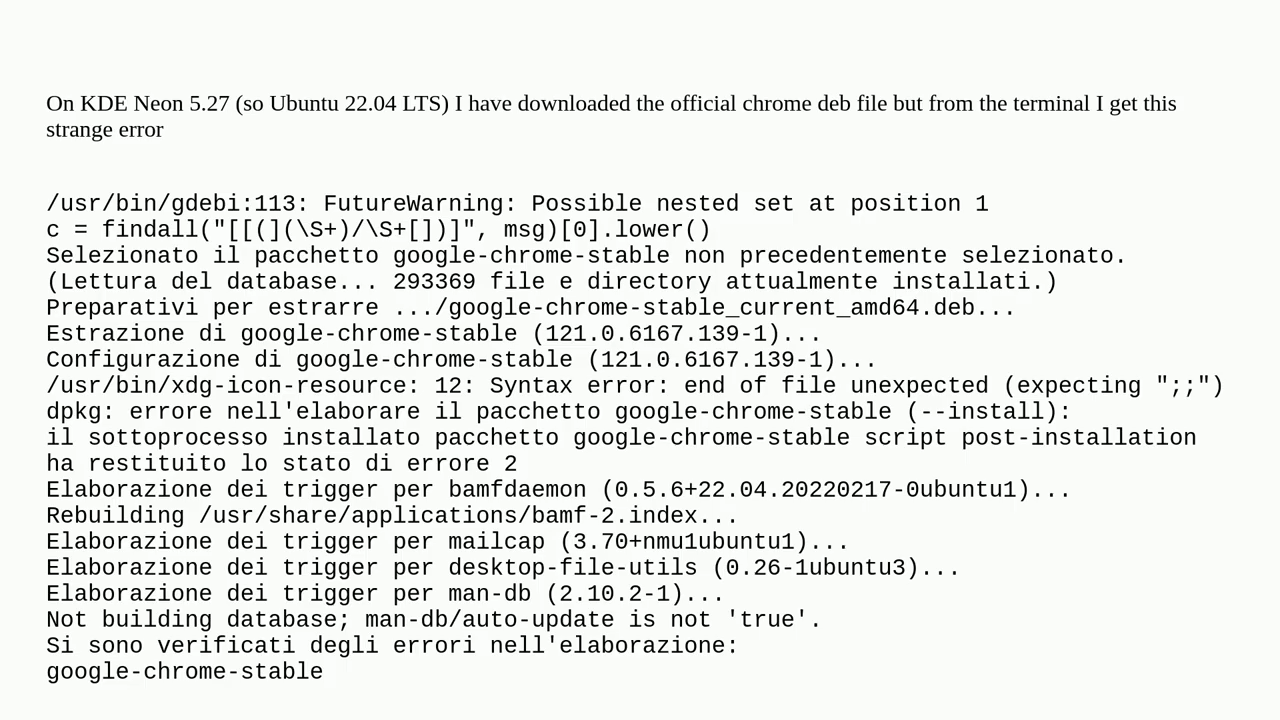 On KDE Neon 5.27 (so Ubuntu 22.04 LTS) I have downloaded the official chrome deb file but from the terminal I get this
strange error
/usr/bin/gdebi:113: FutureWarning: Possible nested set at position 1
c = findall("[[(](\S+)/\S+[])]", msg)[0].lower()
Selezionato il pacchetto google-chrome-stable non precedentemente selezionato.
(Lettura del database... 293369 file e directory attualmente installati.)
Preparativi per estrarre .../google-chrome-stable_current_amd64.deb...
Estrazione di google-chrome-stable (121.0.6167.139-1)...
Configurazione di google-chrome-stable (121.0.6167.139-1)...
/usr/bin/xdg-icon-resource: 12: Syntax error: end of file unexpected (expecting ";;")
dpkg: errore nell'elaborare il pacchetto google-chrome-stable (--install):
il sottoprocesso installato pacchetto google-chrome-stable script post-installation
ha restituito lo stato di errore 2
Elaborazione dei trigger per bamfdaemon (0.5.6+22.04.20220217-0ubuntu1)...
Rebuilding /usr/share/applications/bamf-2.index...
Elaborazione dei trigger per mailcap (3.70+nmu1ubuntu1)...
Elaborazione dei trigger per desktop-file-utils (0.26-1ubuntu3)...
Elaborazione dei trigger per man-db (2.10.2-1)...
Not building database; man-db/auto-update is not 'true'.
Si sono verificati degli errori nell'elaborazione:
google-chrome-stable